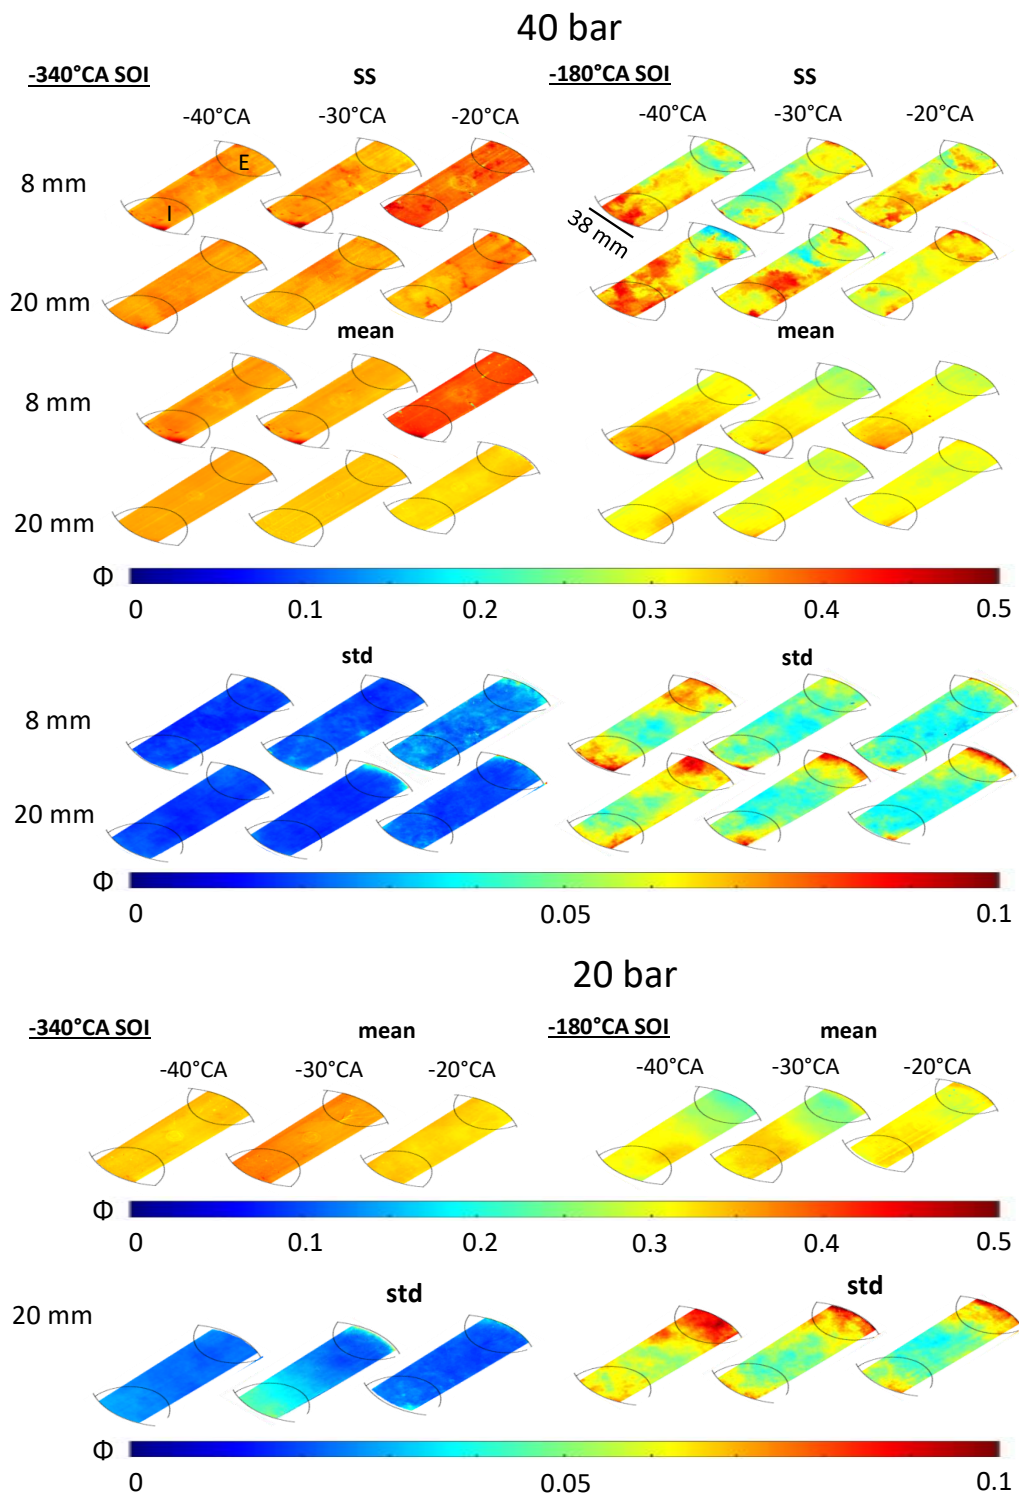 40 bar
-340°CA SOI SS -180°CA SOI SS
-40°CA -30°CA -20°CA -40°CA -30°CA -20°CA
E
8 mm
I
38 mm
20 mm
mean mean
8 mm
20 mm
Φ
0 0.1 0.2 0.3 0.4 0.5
std std
8 mm
20 mm
Φ
0 0.05 0.1
20 bar
-340°CA SOI mean -180°CA SOI mean
-40°CA -30°CA -20°CA -40°CA -30°CA -20°CA
Φ
0 0.1 0.2 0.3 0.4 0.5
20 mm std std
Φ
0 0.05 0.1